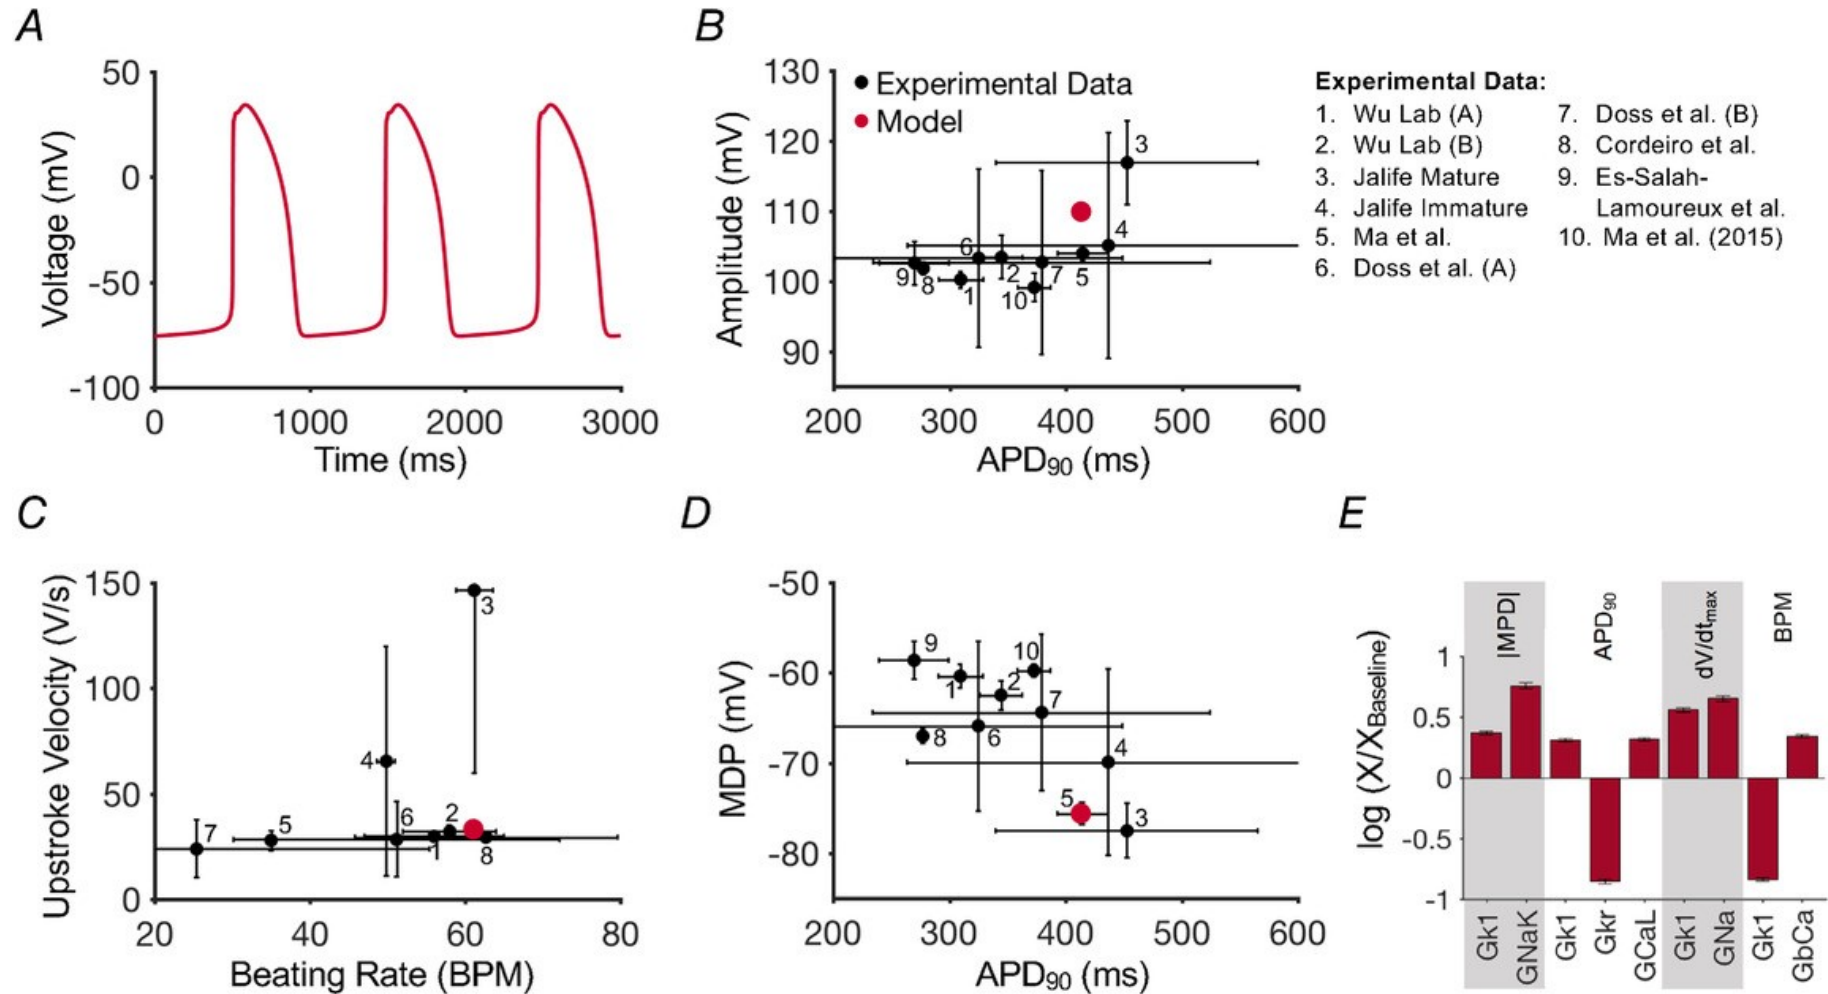 A
50
0
-50
-100
Voltage (mV)
0 1000 2000 3000
Time (ms)
B
130
120
110
100
90
Amplitude (mV)
Experimental Data
Model
3
4
6
9 8 1 2 10 7 5
200 300 400 500 600
APD90 (ms)
Experimental Data:
1. Wu Lab (A)
2. Wu Lab (B)
3. Jalife Mature
4. Jalife Immature
5. Ma et al.
6. Doss et al. (A)
7. Doss et al. (B)
8. Cordeiro et al.
9. Es-Salah-
Lamoureux et al.
10. Ma et al. (2015)
C
150
100
50
0
Upstroke Velocity (V/s)
3
4
7 5 6 2 1 8
20 40 60 80
Beating Rate (BPM)
D
-50
-60
-70
-80
MDP (mV)
9 10
1 2 7
8 6 4
5 3
200 300 400 500 600
APD90 (ms)
E
|MPD| APD90 dV/dtmax BPM
1
0.5
0
-0.5
-1
log (X/XBaseline)
Gk1 GNaK Gk1 Gkr GCaL Gk1 GNa Gk1 GbCa